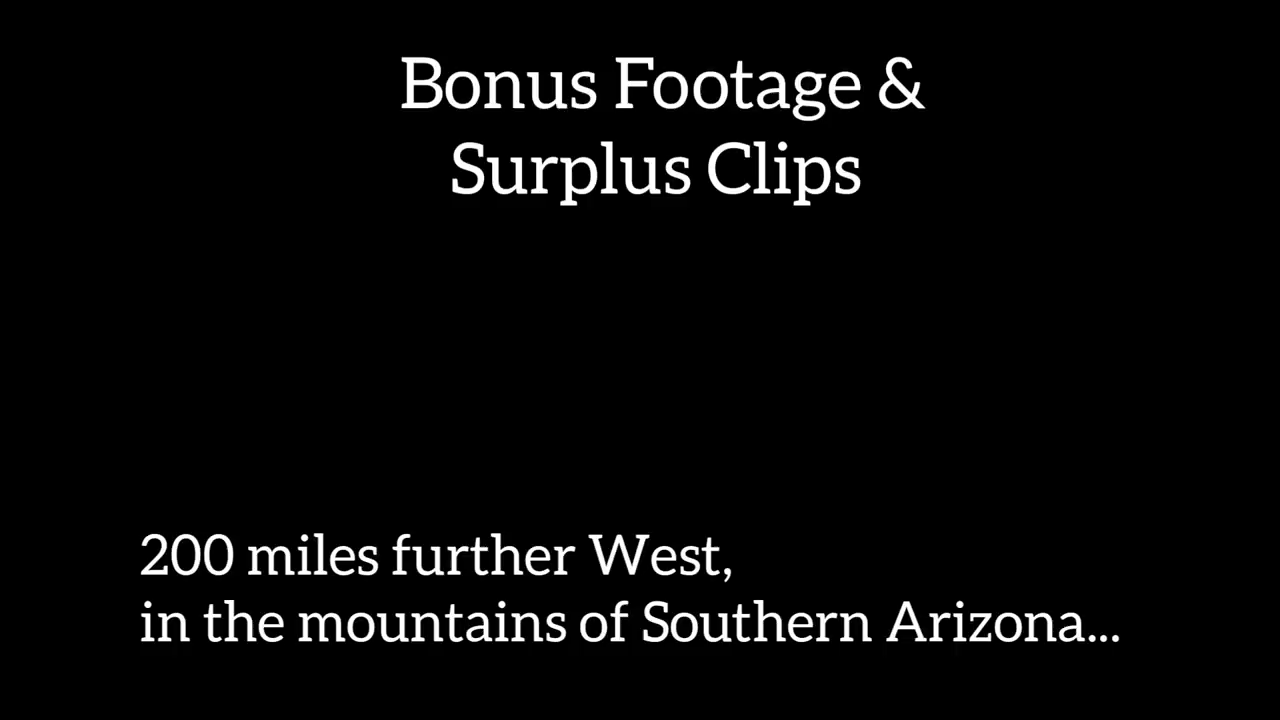 Bonus Footage &
Surplus Clips
200 miles further West,
in the mountains of Southern Arizona...